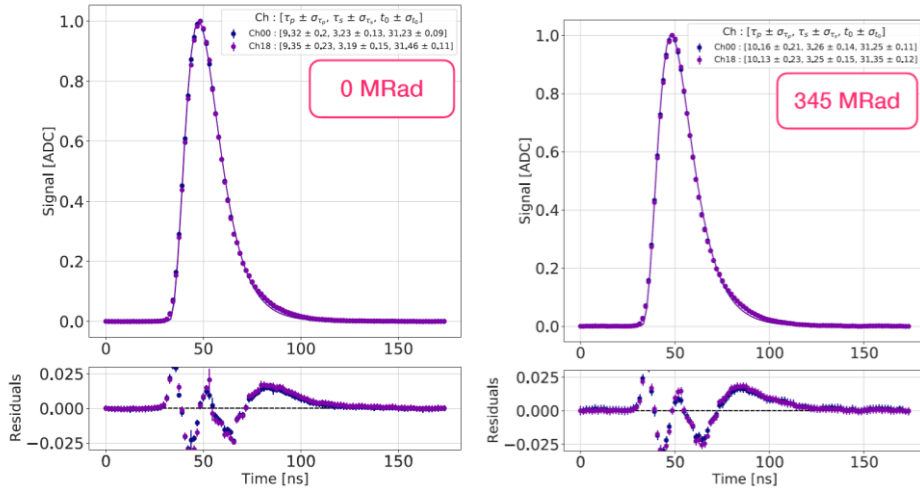 Ch : [τp ± στp, τs ± στs, t0 ± σt0]
Ch00 : [9.32 ± 0.2, 3.23 ± 0.13, 31.23 ± 0.09]
Ch18 : [9.35 ± 0.23, 3.19 ± 0.15, 31.46 ± 0.11]
0 MRad
Signal [ADC]
1.0
0.8
0.6
0.4
0.2
0.0
0 50 100 150
Residuals
0.025
0.000
−0.025
0 50 100 150
Time [ns]
Ch : [τp ± στp, τs ± στs, t0 ± σt0]
Ch00 : [10.16 ± 0.21, 3.26 ± 0.14, 31.25 ± 0.11]
Ch18 : [10.13 ± 0.23, 3.25 ± 0.15, 31.35 ± 0.12]
345 MRad
Signal [ADC]
1.0
0.8
0.6
0.4
0.2
0.0
0 50 100 150
Residuals
0.025
0.000
−0.025
0 50 100 150
Time [ns]